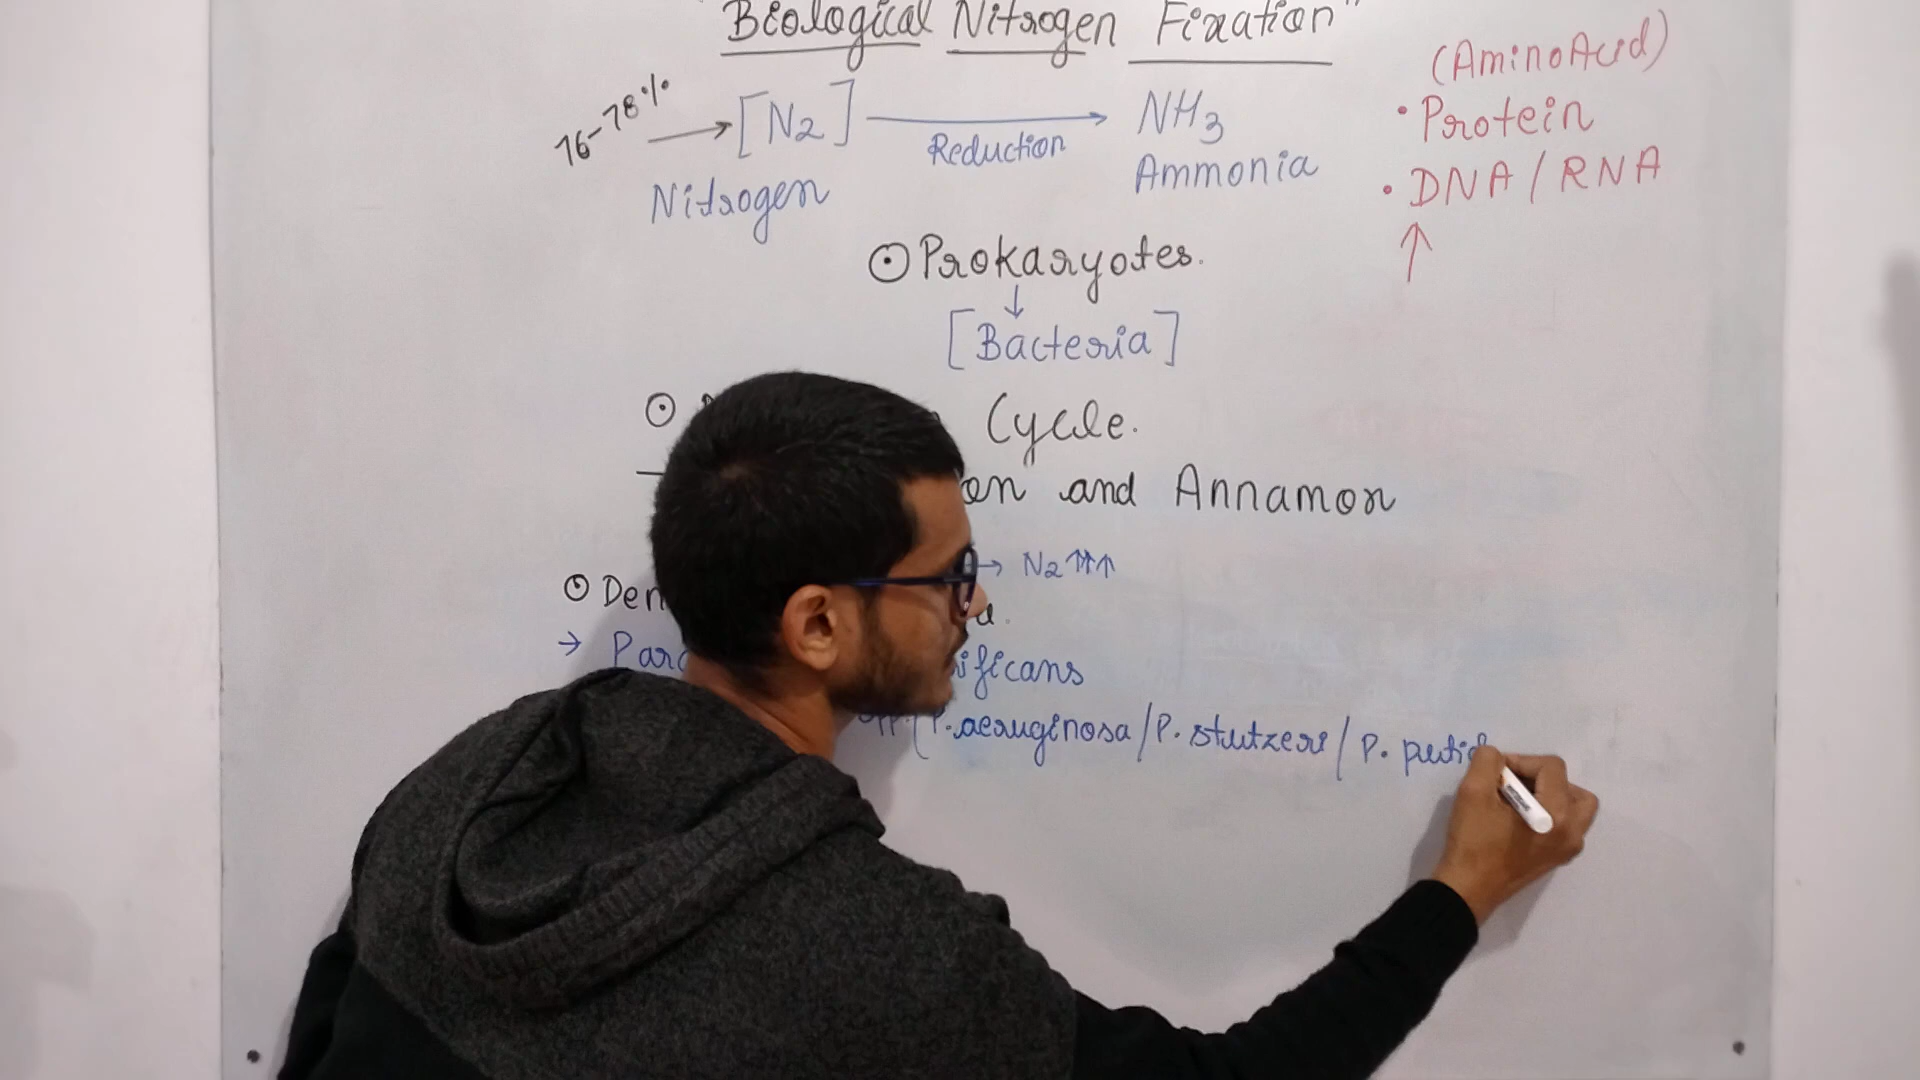 "Biological Nitrogen Fixation"
76-78% → [N2] → NH3
Reduction
Nitrogen
Ammonia
(AminoAcid)
• Protein
• DNA / RNA
↑
⊙ Prokaryotes.
↓
[Bacteria]
⊙ Cycle.
and Annamox
→ N2 ↑↑↑
⊙ Den
→ Para ificans
(P. aeruginosa / P. stutzeri / P. putid